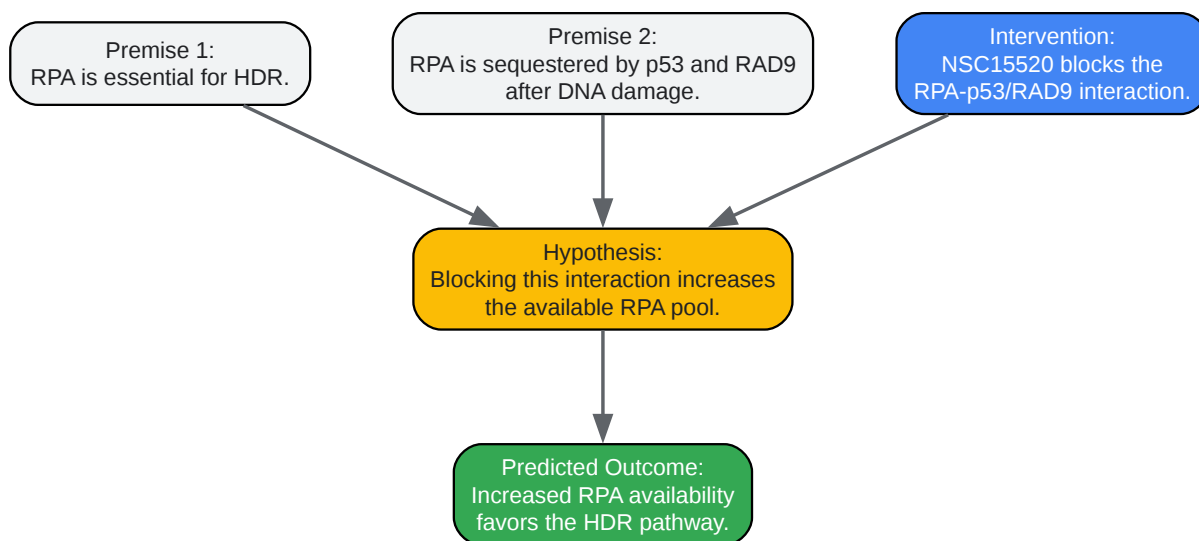 Premise 1:
RPA is essential for HDR.
Premise 2:
RPA is sequestered by p53 and RAD9
after DNA damage.
Intervention:
NSC15520 blocks the
RPA-p53/RAD9 interaction.
Hypothesis:
Blocking this interaction increases
the available RPA pool.
Predicted Outcome:
Increased RPA availability
favors the HDR pathway.